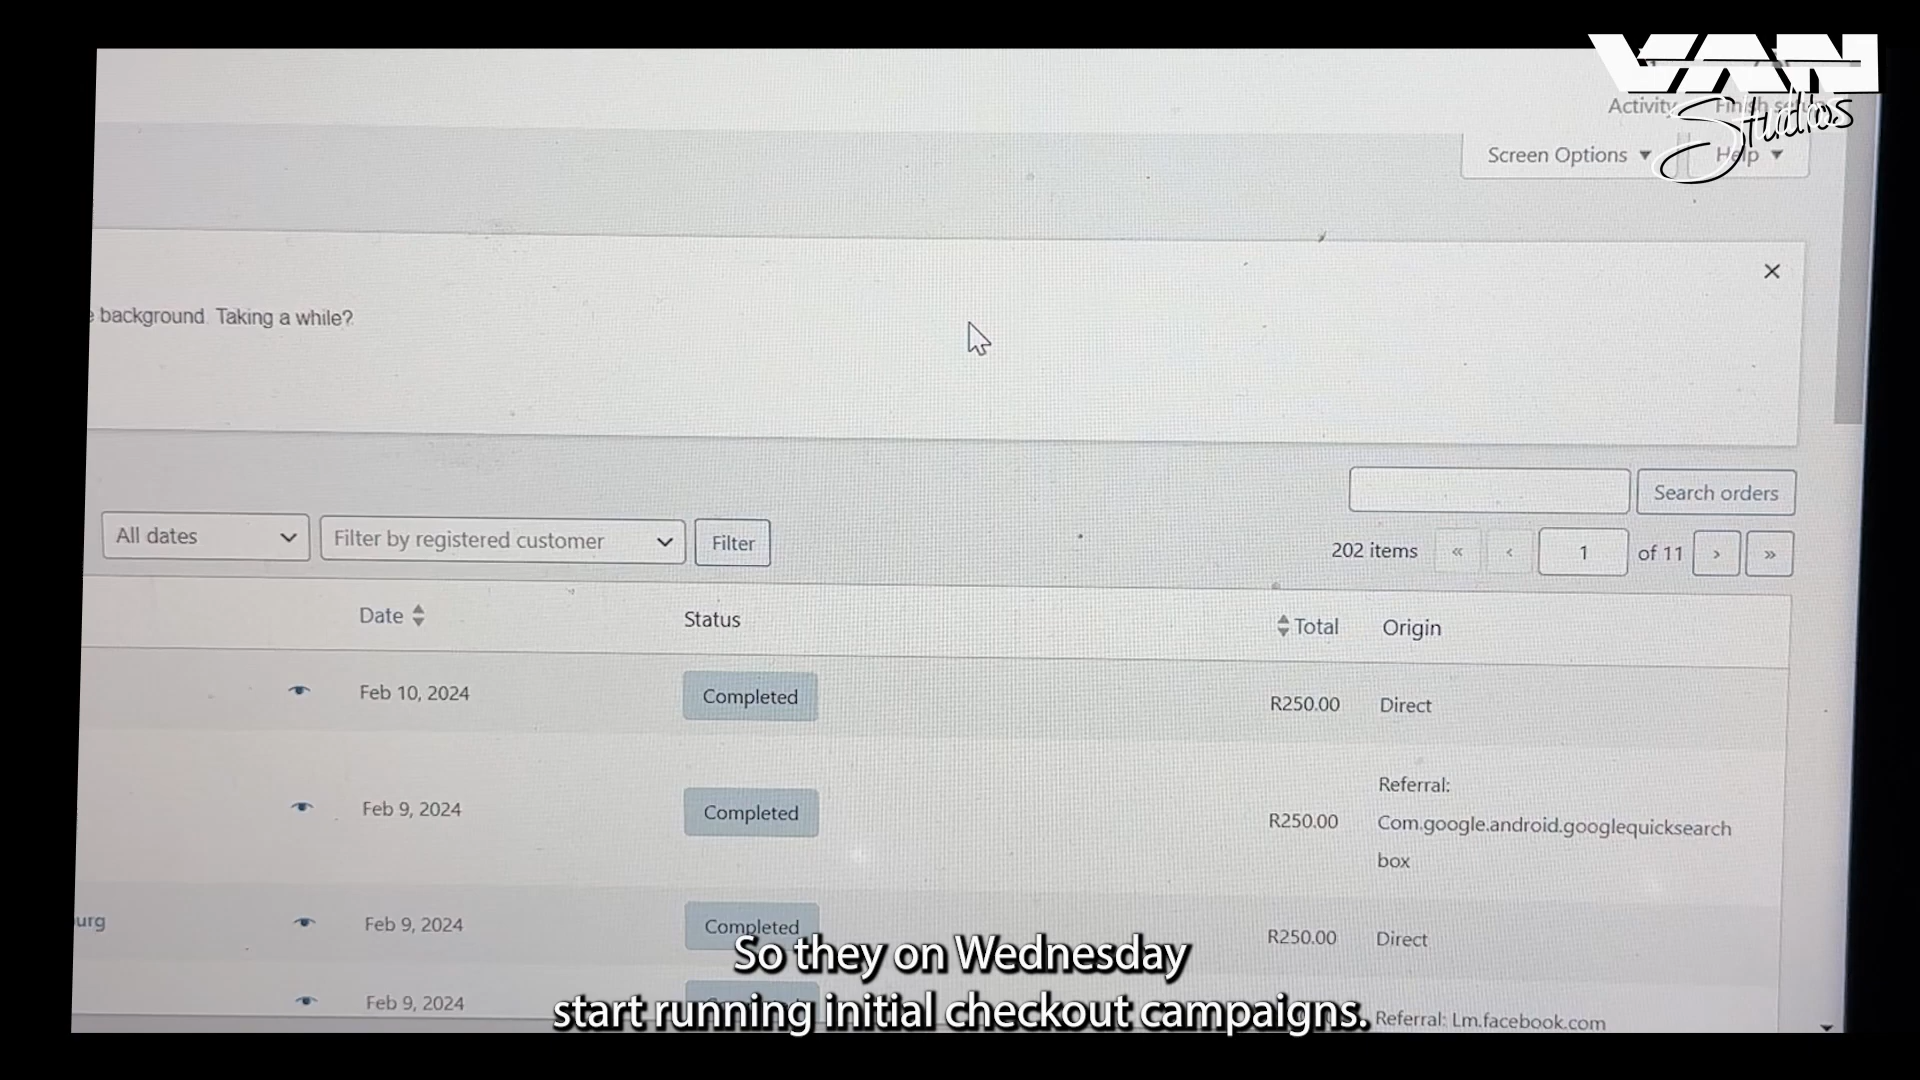 VAN
Studios
Activity
Screen Options
Help
background. Taking a while?
Search orders
All dates
Filter by registered customer
Filter
202 items « ‹ 1 of 11 › »
Date Status Total Origin
Feb 10, 2024 Completed R250.00 Direct
Feb 9, 2024 Completed R250.00 Referral:
Com.google.android.googlequicksearch
box
urg Feb 9, 2024 Completed R250.00 Direct
Feb 9, 2024 Referral: Lm.facebook.com
So they on Wednesday
start running initial checkout campaigns.